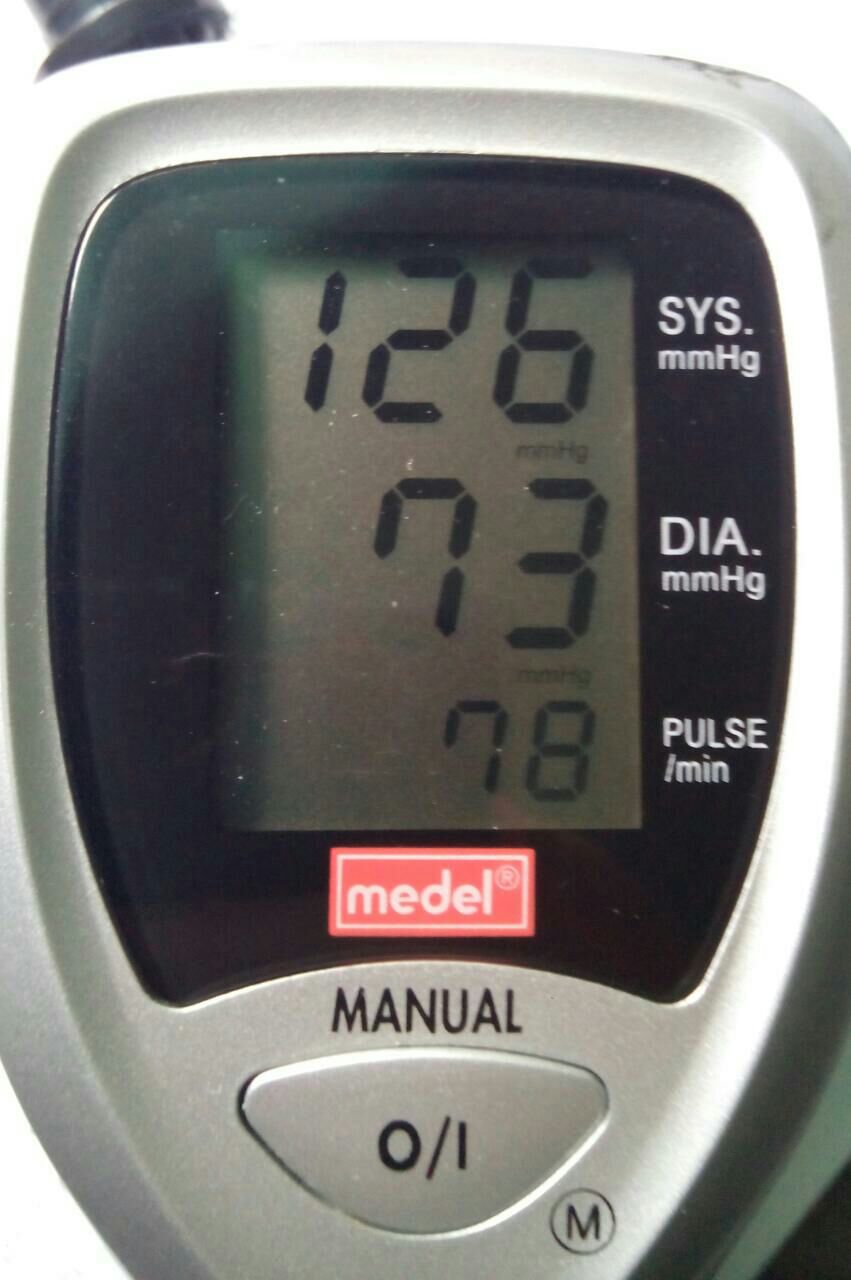 126
SYS.
mmHg
mmHg
73
DIA.
mmHg
mmHg
78
PULSE
/min
medel®
MANUAL
O/I
M